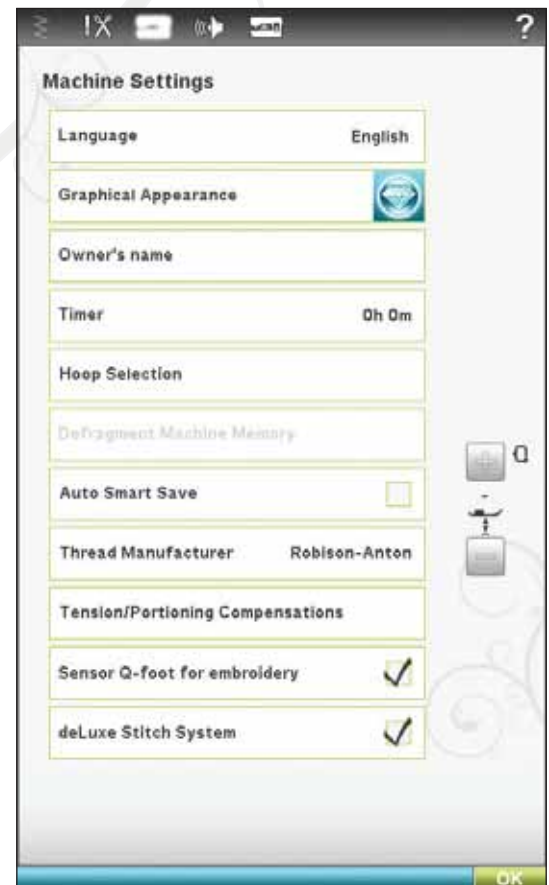 ?
Machine Settings
Language English
Graphical Appearance
Owner's name
Timer 0h 0m
Hoop Selection
Defragment Machine Memory
Auto Smart Save
Thread Manufacturer Robison-Anton
Tension/Portioning Compensations
Sensor Q-foot for embroidery
deLuxe Stitch System
Q
OK